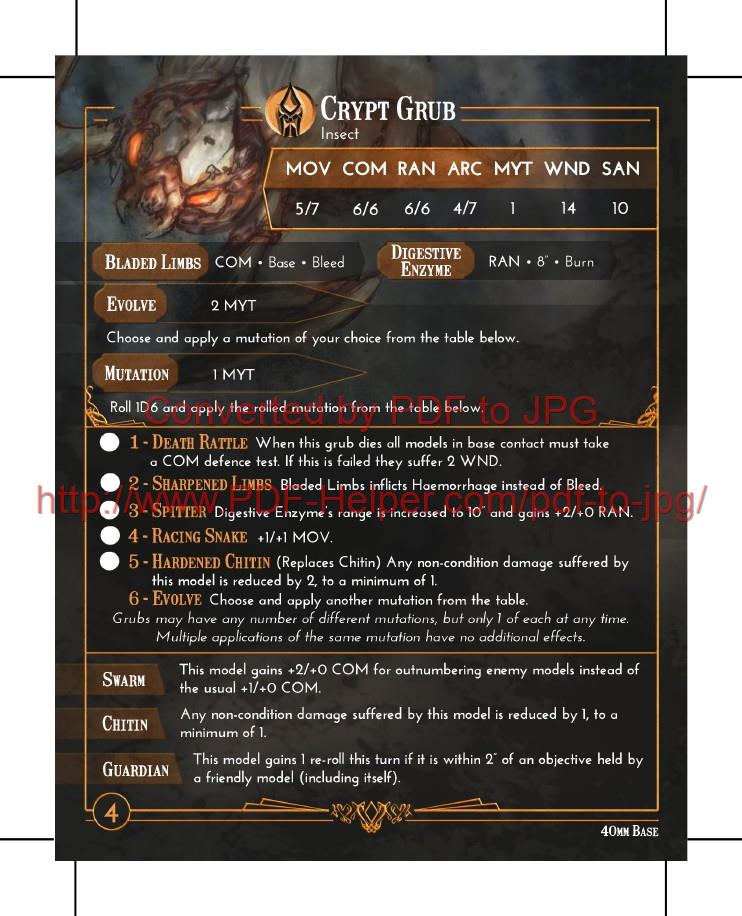 CRYPT GRUB
Insect
MOV COM RAN ARC MYT WND SAN
5/7 6/6 6/6 4/7 1 14 10
BLADED LIMBS COM • Base • Bleed
DIGESTIVE ENZYME RAN • 8" • Burn
EVOLVE 2 MYT
Choose and apply a mutation of your choice from the table below.
MUTATION 1 MYT
Roll 1D6 and apply the rolled mutation from the table below.
Converted by PDF to JPG
1 - DEATH RATTLE When this grub dies all models in base contact must take
a COM defence test. If this is failed they suffer 2 WND.
2 - SHARPENED LIMBS Bladed Limbs inflicts Haemorrhage instead of Bleed.
http://www.PDF-Helper.com/pdf-to-jpg/
3 - SPITTER Digestive Enzyme's range is increased to 10" and gains +2/+0 RAN.
4 - RACING SNAKE +1/+1 MOV.
5 - HARDENED CHITIN (Replaces Chitin) Any non-condition damage suffered by
this model is reduced by 2, to a minimum of 1.
6 - EVOLVE Choose and apply another mutation from the table.
Grubs may have any number of different mutations, but only 1 of each at any time.
Multiple applications of the same mutation have no additional effects.
SWARM This model gains +2/+0 COM for outnumbering enemy models instead of
the usual +1/+0 COM.
CHITIN Any non-condition damage suffered by this model is reduced by 1, to a
minimum of 1.
GUARDIAN This model gains 1 re-roll this turn if it is within 2" of an objective held by
a friendly model (including itself).
4
40MM BASE